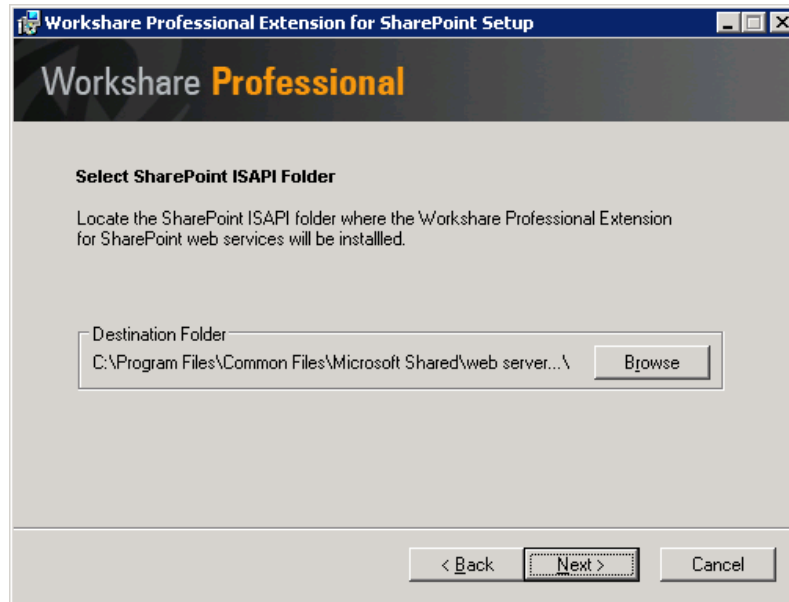 Workshare Professional Extension for SharePoint Setup
Workshare Professional
Select SharePoint ISAPI Folder
Locate the SharePoint ISAPI folder where the Workshare Professional Extension
for SharePoint web services will be installled.
Destination Folder
C:\Program Files\Common Files\Microsoft Shared\web server...\ Browse
< Back Next > Cancel